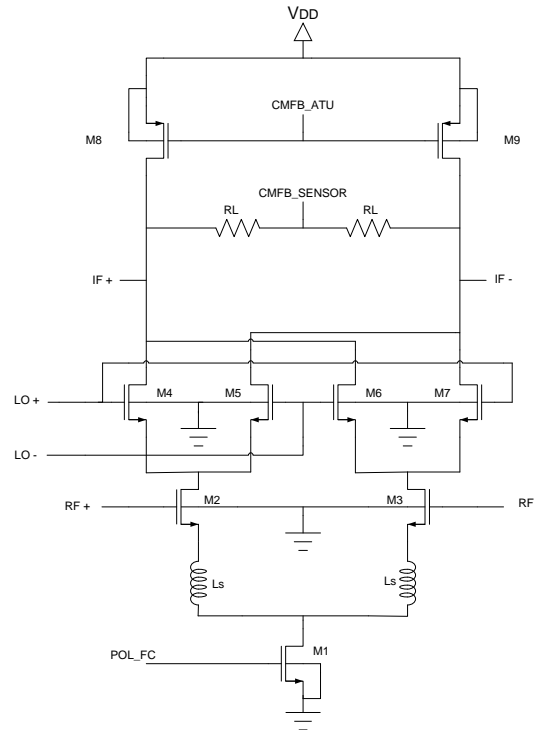 VDD
CMFB_ATU
M8
M9
CMFB_SENSOR
RL
RL
IF +
IF -
LO +
M4
M5
M6
M7
LO -
RF +
M2
M3
RF
Ls
Ls
POL_FC
M1